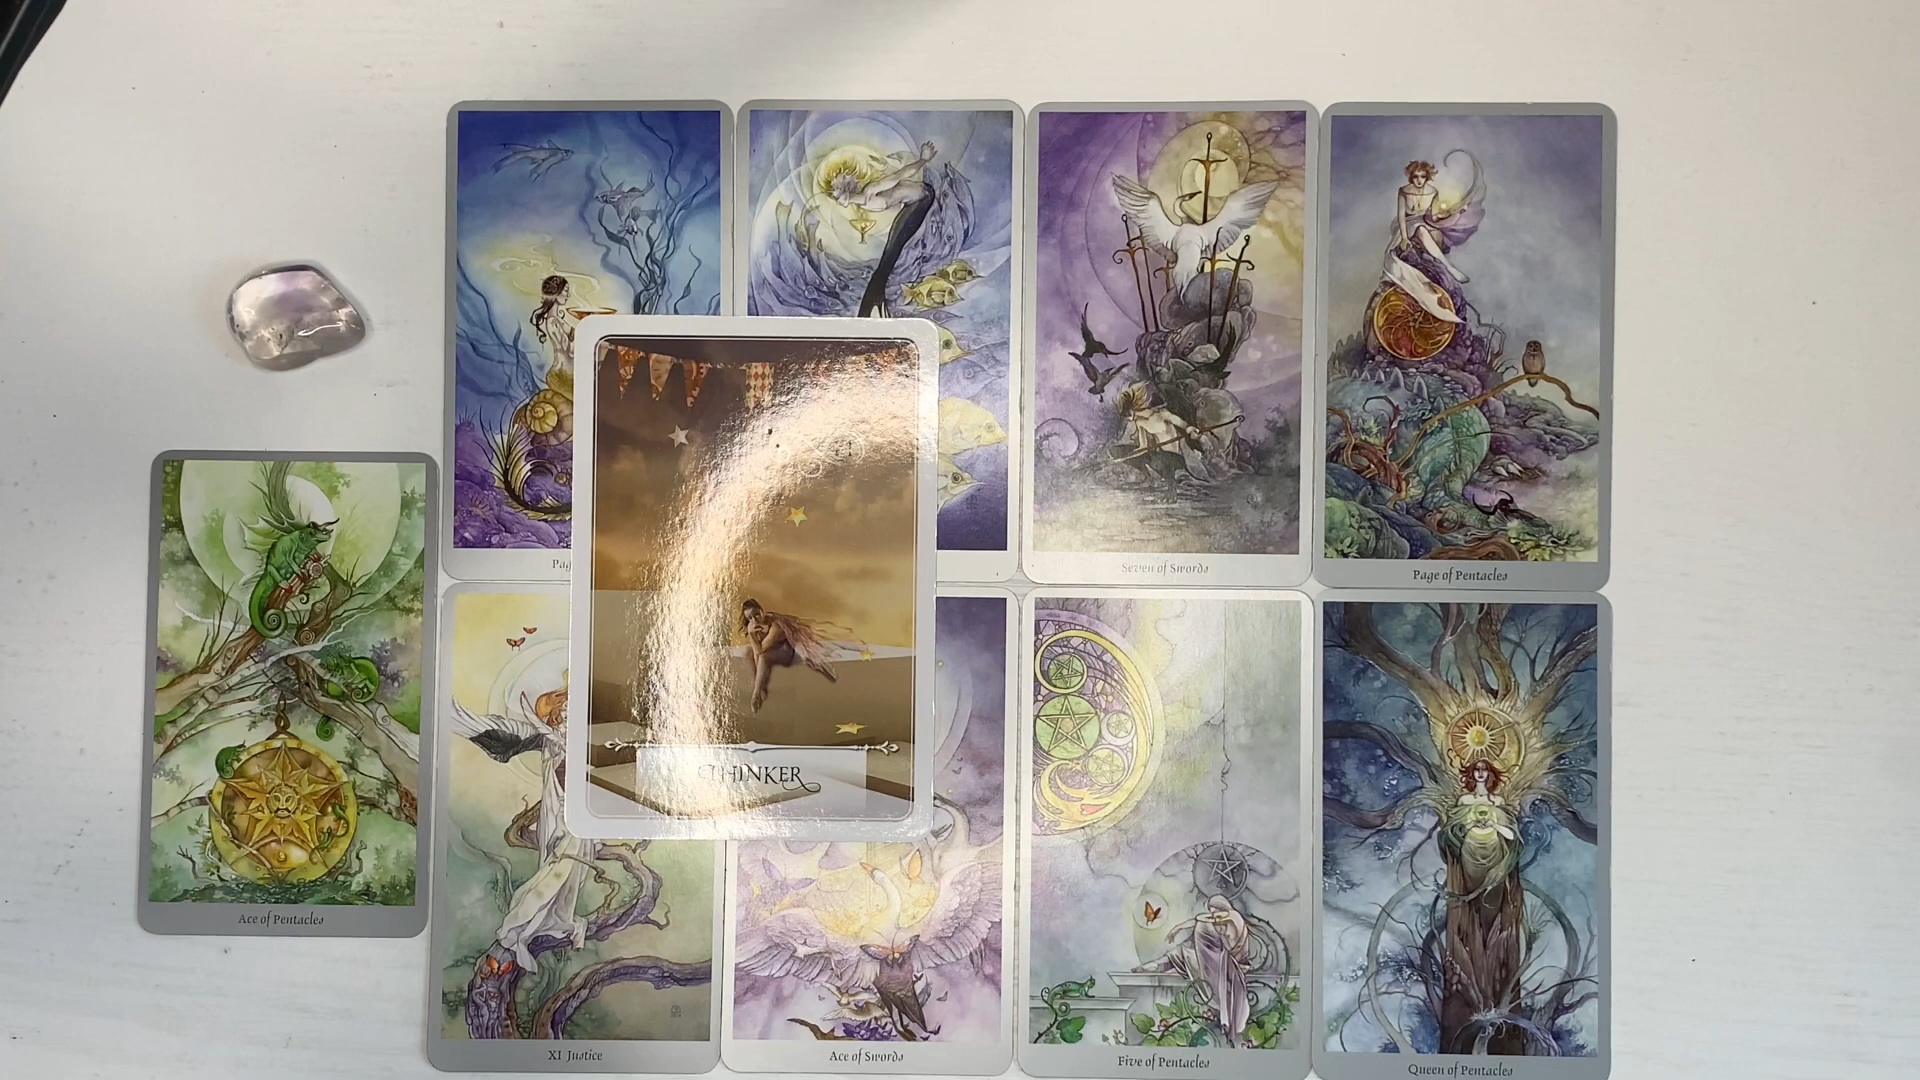 Pag
Seven of Swords
Page of Pentacles
THINKER
Ace of Pentacles
XI Justice
Ace of Swords
Five of Pentacles
Queen of Pentacles